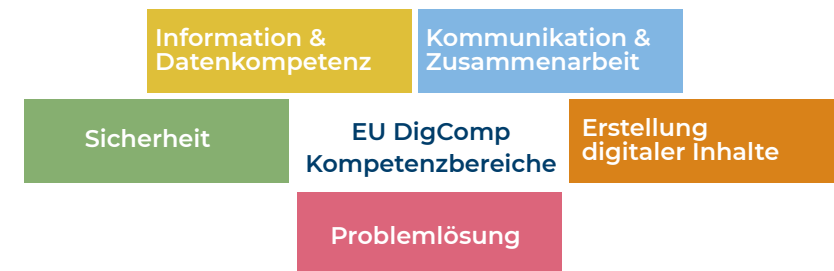 Information &
Datenkompetenz
Kommunikation &
Zusammenarbeit
Sicherheit
EU DigComp
Kompetenzbereiche
Erstellung
digitaler Inhalte
Problemlösung